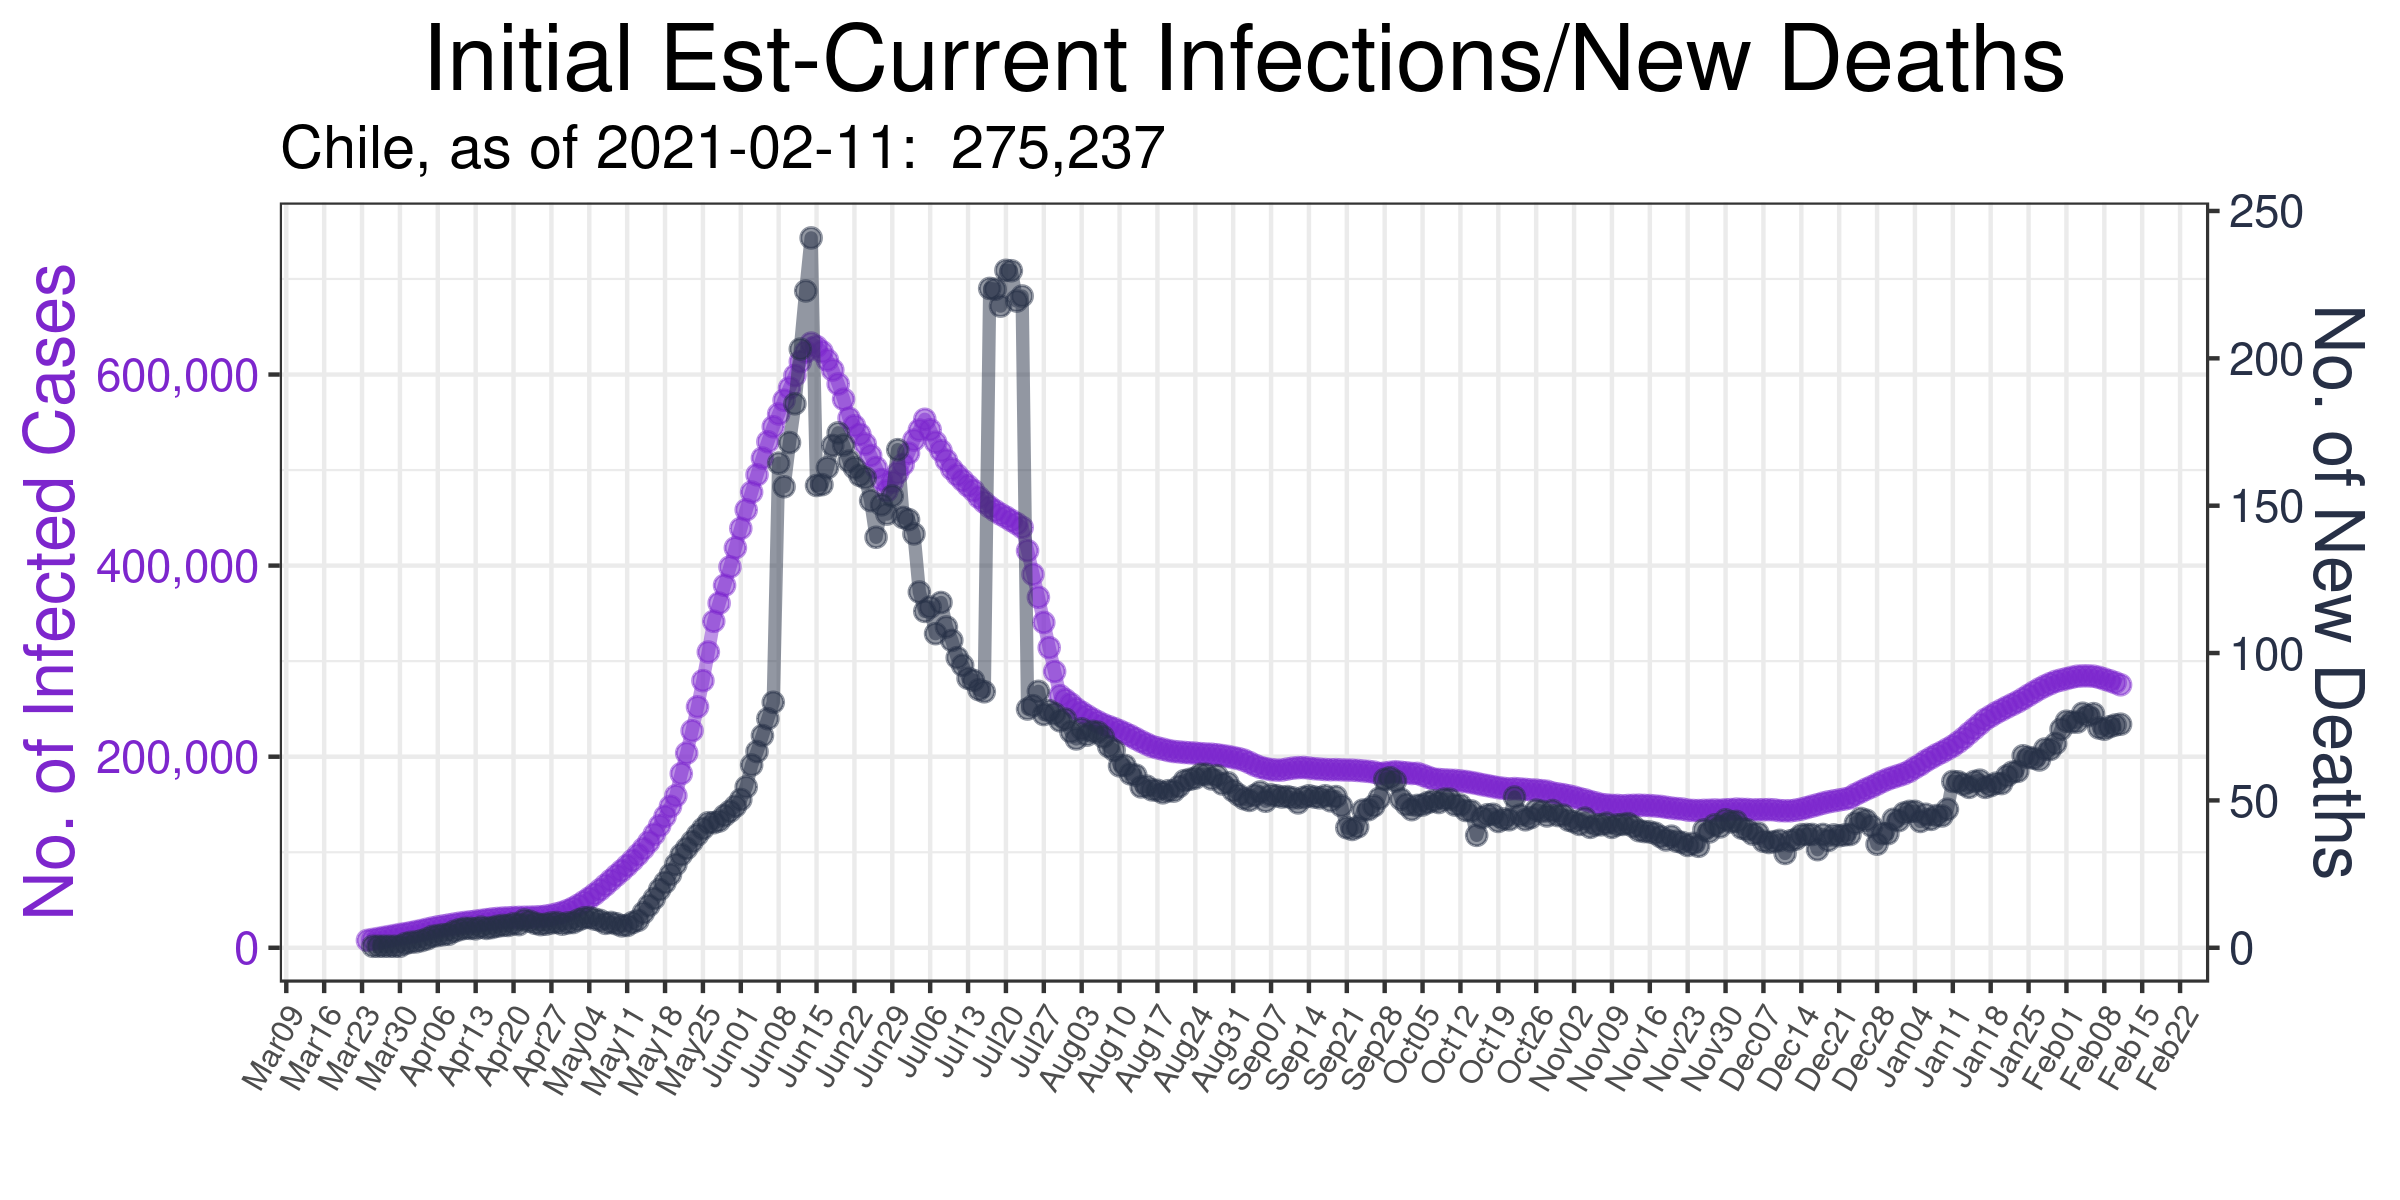 Initial Est-Current Infections/New Deaths
Chile, as of 2021-02-11:  275,237
No. of Infected Cases
600,000
400,000
200,000
0
250
200
150
100
50
0
No. of New Deaths
Mar09 Mar16 Mar23 Mar30 Apr06 Apr13 Apr20 Apr27 May04 May11 May18 May25 Jun01 Jun08 Jun15 Jun22 Jun29 Jul06 Jul13 Jul20 Jul27 Aug03 Aug10 Aug17 Aug24 Aug31 Sep07 Sep14 Sep21 Sep28 Oct05 Oct12 Oct19 Oct26 Nov02 Nov09 Nov16 Nov23 Nov30 Dec07 Dec14 Dec21 Dec28 Jan04 Jan11 Jan18 Jan25 Feb01 Feb08 Feb15 Feb22